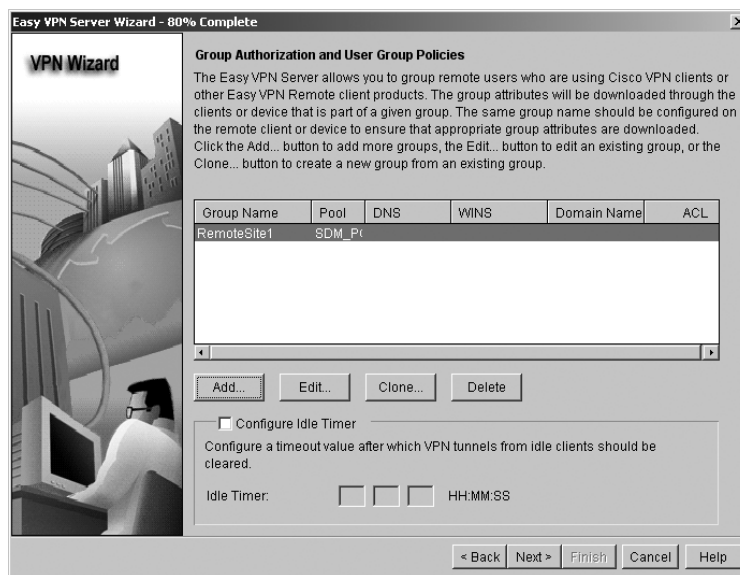 Easy VPN Server Wizard - 80% Complete
VPN Wizard
Group Authorization and User Group Policies
The Easy VPN Server allows you to group remote users who are using Cisco VPN clients or
other Easy VPN Remote client products. The group attributes will be downloaded through the
clients or device that is part of a given group. The same group name should be configured on
the remote client or device to ensure that appropriate group attributes are downloaded.
Click the Add... button to add more groups, the Edit... button to edit an existing group, or the
Clone... button to create a new group from an existing group.
Group Name Pool DNS WINS Domain Name ACL
RemoteSite1 SDM_P(
Add... Edit... Clone... Delete
Configure Idle Timer
Configure a timeout value after which VPN tunnels from idle clients should be
cleared.
Idle Timer: HH:MM:SS
< Back Next > Finish Cancel Help